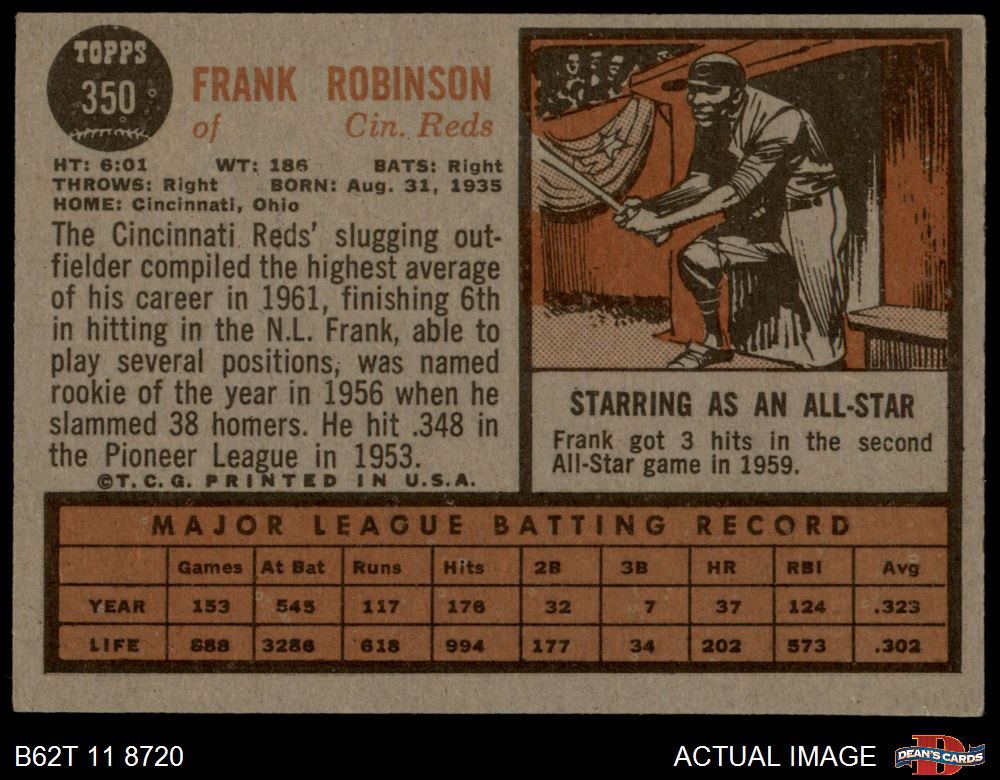 TOPPS
350
FRANK ROBINSON
of Cin. Reds
HT: 6:01 WT: 186 BATS: Right
THROWS: Right BORN: Aug. 31, 1935
HOME: Cincinnati, Ohio
The Cincinnati Reds' slugging out-
fielder compiled the highest average
of his career in 1961, finishing 6th
in hitting in the N.L. Frank, able to
play several positions, was named
rookie of the year in 1956 when he
slammed 38 homers. He hit .348 in
the Pioneer League in 1953.
©T.C.G. PRINTED IN U.S.A.
STARRING AS AN ALL-STAR
Frank got 3 hits in the second
All-Star game in 1959.
MAJOR LEAGUE BATTING RECORD
Games At Bat Runs Hits 2B 3B HR RBI Avg
YEAR 153 545 117 176 32 7 37 124 .323
LIFE 888 3286 618 994 177 34 202 573 .302
B62T 11 8720
ACTUAL IMAGE
D
DEAN'S CARDS